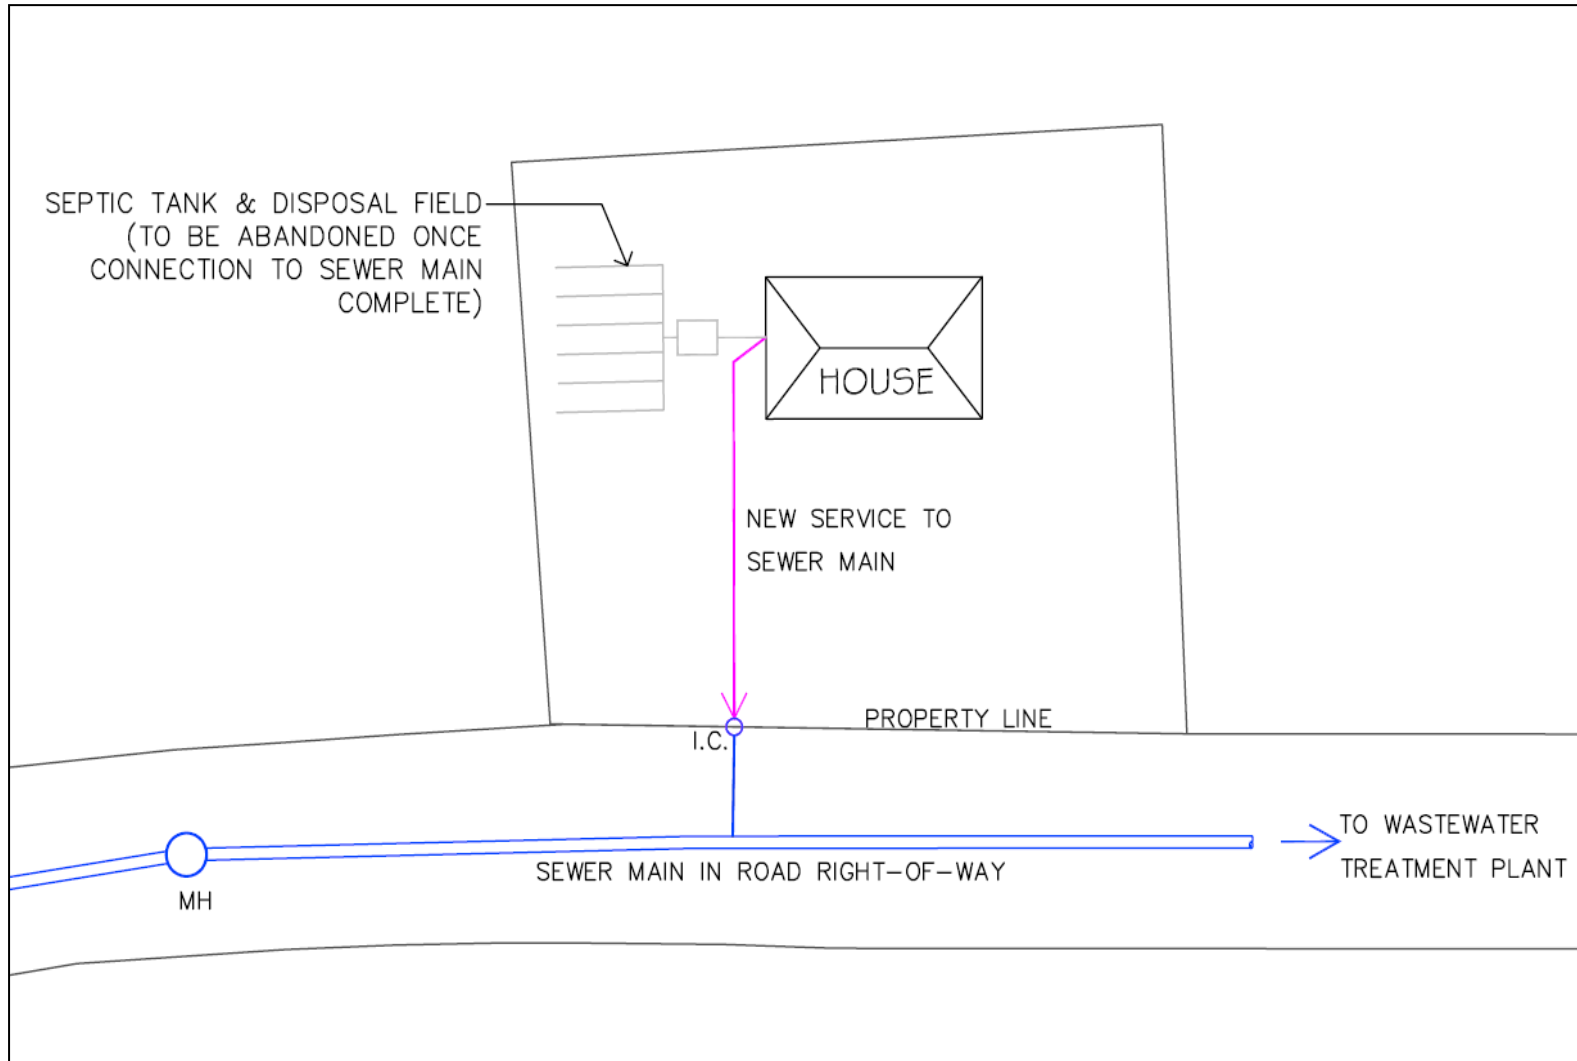 SEPTIC TANK & DISPOSAL FIELD
(TO BE ABANDONED ONCE
CONNECTION TO SEWER MAIN
COMPLETE)
HOUSE
NEW SERVICE TO
SEWER MAIN
PROPERTY LINE
I.C.
TO WASTEWATER
TREATMENT PLANT
SEWER MAIN IN ROAD RIGHT-OF-WAY
MH